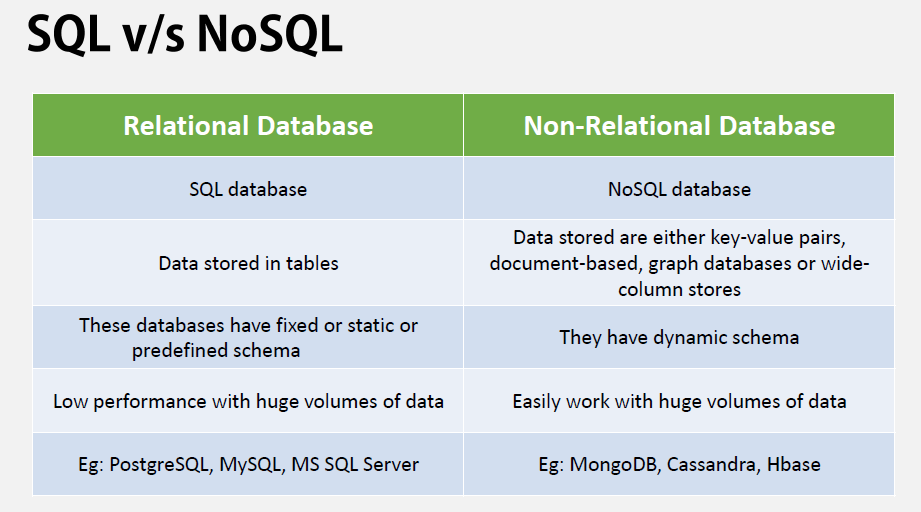 SQL v/s NoSQL
Relational Database
Non-Relational Database
SQL database
NoSQL database
Data stored in tables
Data stored are either key-value pairs,
document-based, graph databases or wide-
column stores
These databases have fixed or static or
predefined schema
They have dynamic schema
Low performance with huge volumes of data
Easily work with huge volumes of data
Eg: PostgreSQL, MySQL, MS SQL Server
Eg: MongoDB, Cassandra, Hbase